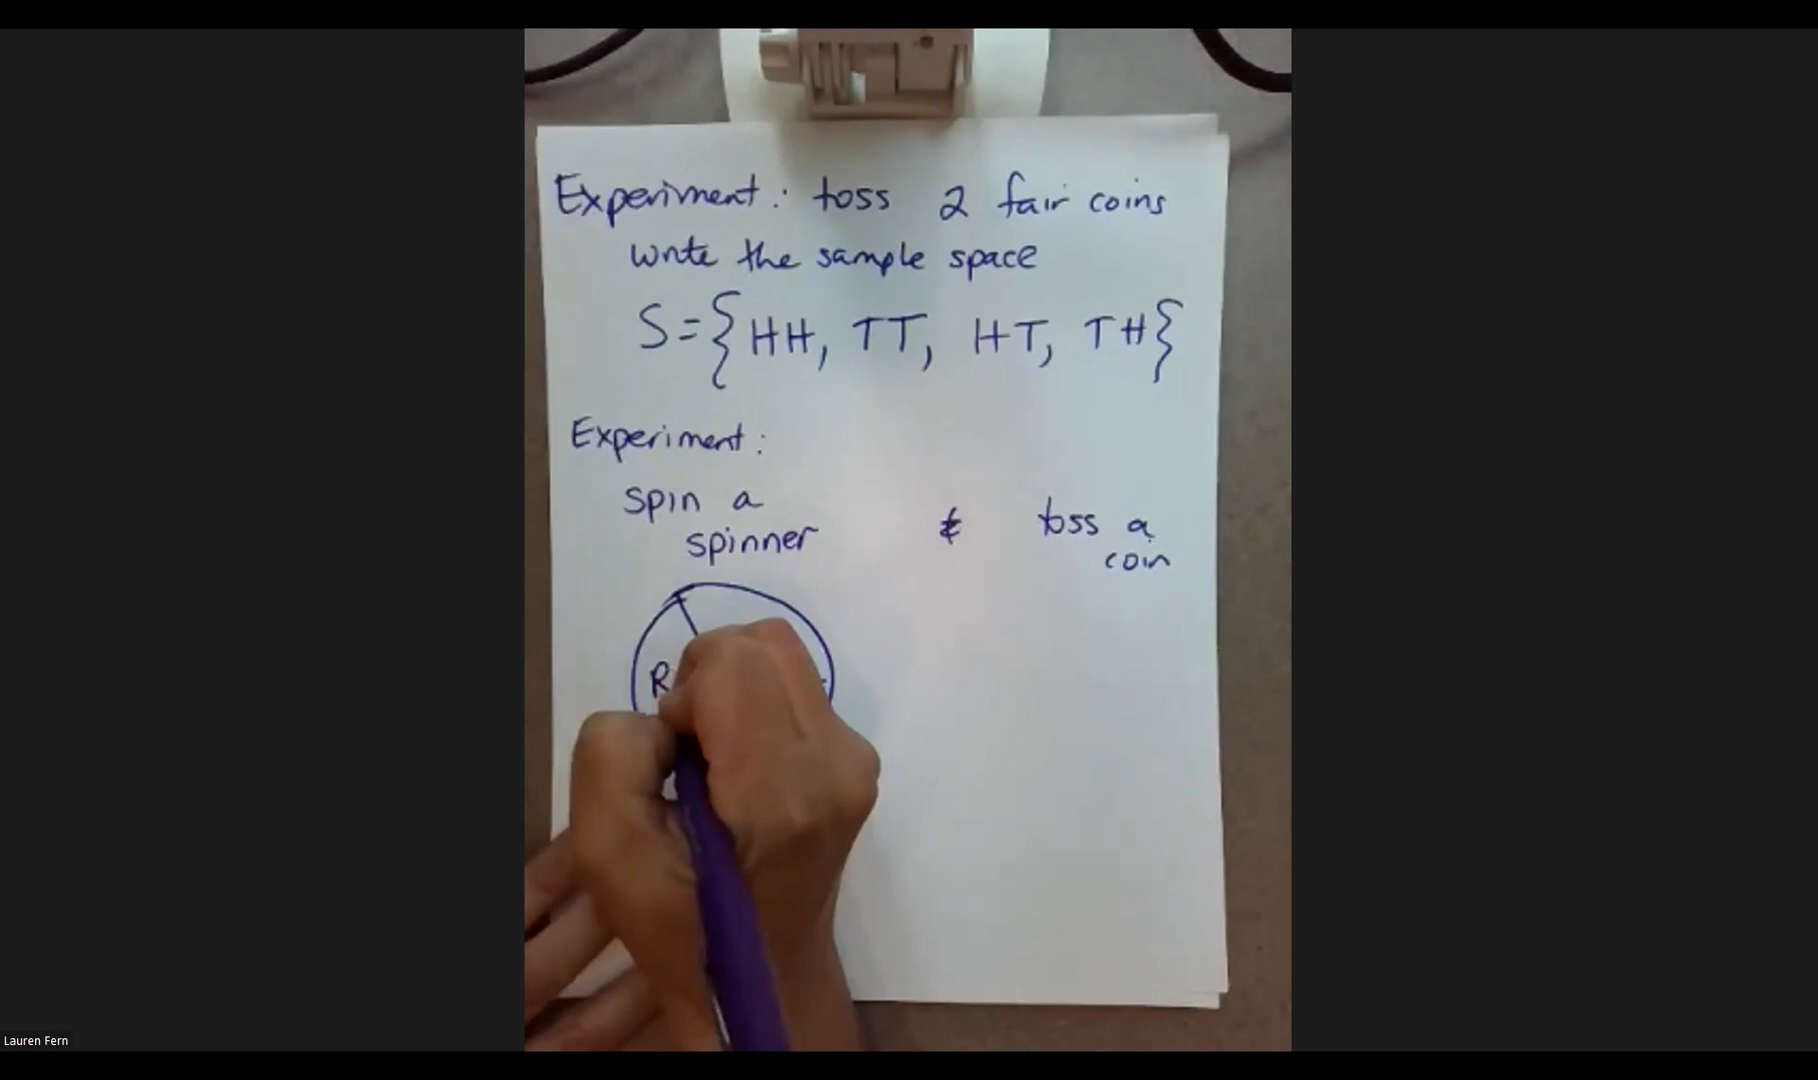 Experiment: toss 2 fair coins
write the sample space
S={HH, TT, HT, TH}
Experiment:
spin a
spinner
& toss a
coin
R
Lauren Fern